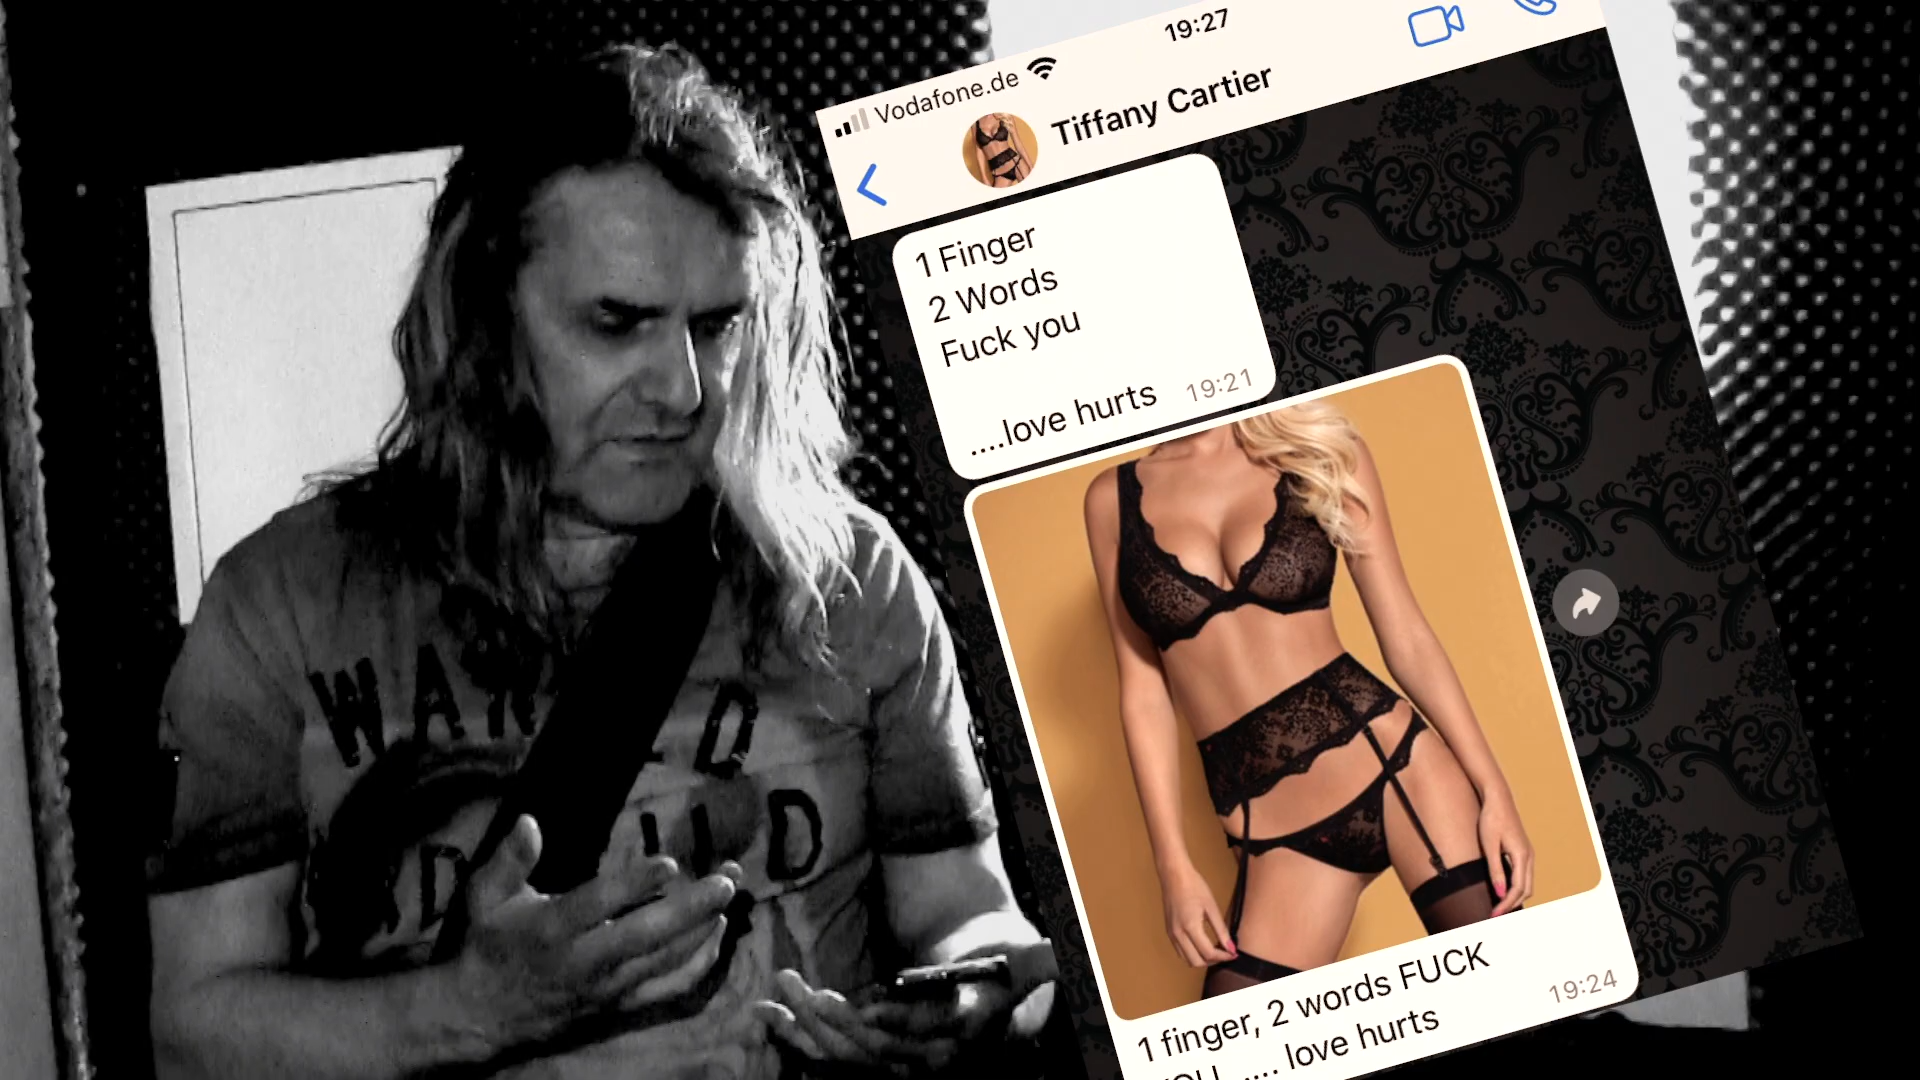 19:27
Vodafone.de
Tiffany Cartier
1 Finger
2 Words
Fuck you
....love hurts 19:21
1 finger, 2 words FUCK
YOU ..... love hurts 19:24